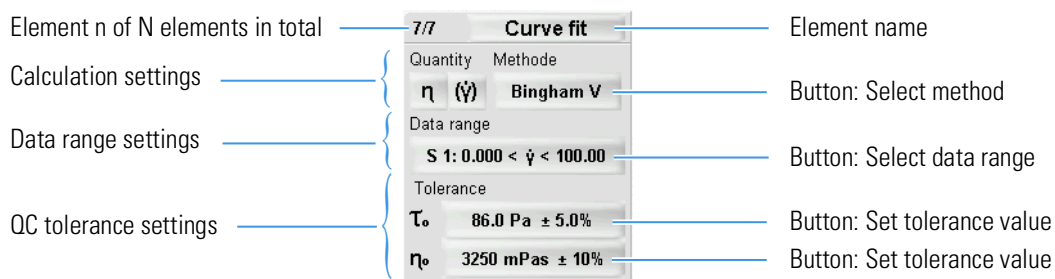 Element n of N elements in total
7/7
Curve fit
Element name
Calculation settings
Quantity Methode
η (γ̇) Bingham V
Button: Select method
Data range settings
Data range
S 1: 0.000 < γ̇ < 100.00
Button: Select data range
QC tolerance settings
Tolerance
τo 86.0 Pa ± 5.0%
Button: Set tolerance value
ηo 3250 mPas ± 10%
Button: Set tolerance value